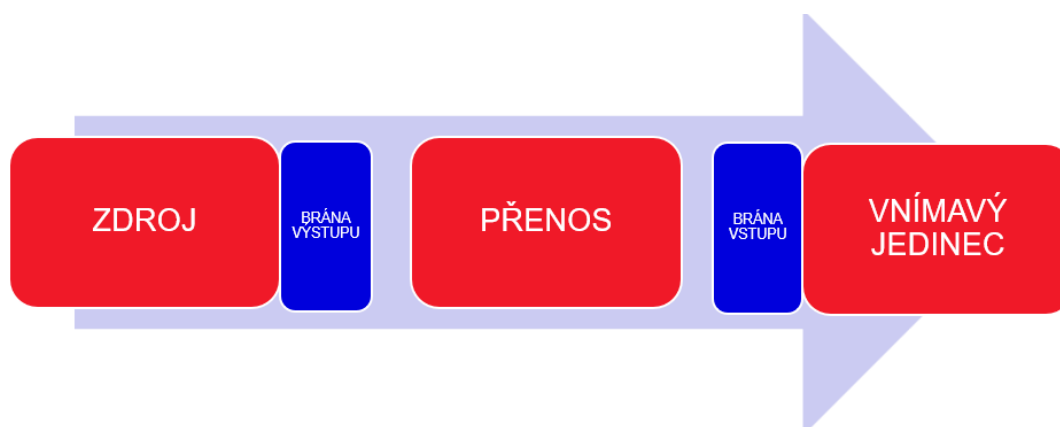 ZDROJ
BRÁNA
VÝSTUPU
PŘENOS
BRÁNA
VSTUPU
VNÍMAVÝ
JEDINEC